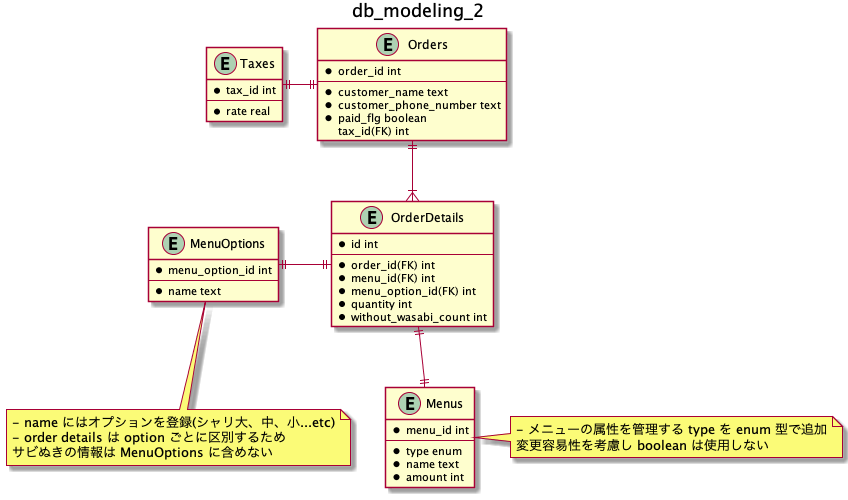 db_modeling_2
E Taxes
tax_id int
rate real
E Orders
order_id int
customer_name text
customer_phone_number text
paid_flg boolean
tax_id(FK) int
E MenuOptions
menu_option_id int
name text
E OrderDetails
id int
order_id(FK) int
menu_id(FK) int
menu_option_id(FK) int
quantity int
without_wasabi_count int
- name にはオプションを登録(シャリ大、中、小...etc)
- order details は option ごとに区別するため
サビぬきの情報は MenuOptions に含めない
E Menus
menu_id int
type enum
name text
amount int
- メニューの属性を管理する type を enum 型で追加
変更容易性を考慮し boolean は使用しない